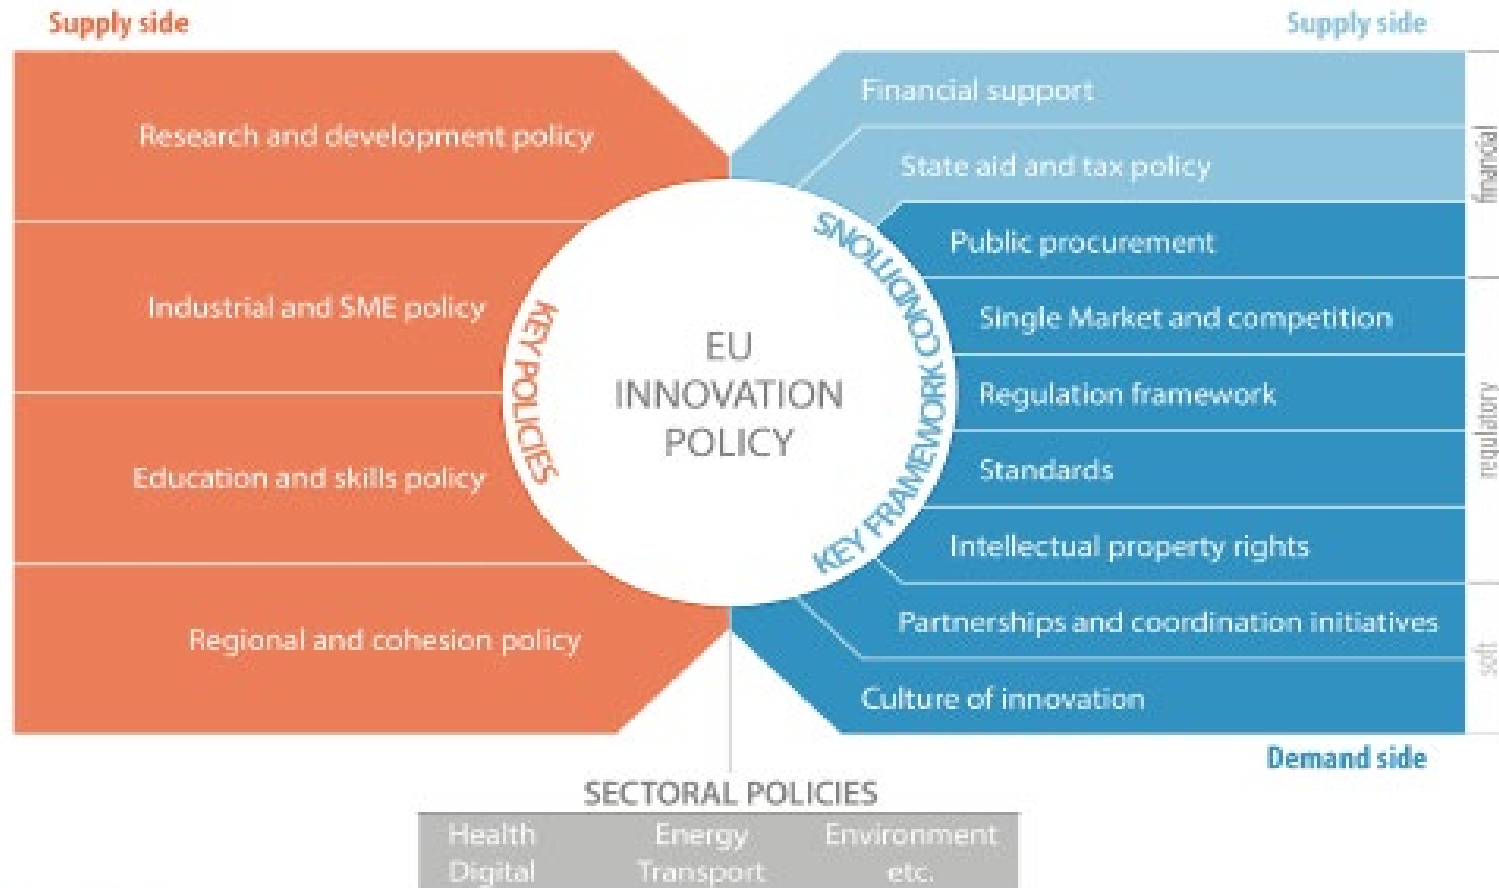 Supply side
Supply side
Research and development policy
Industrial and SME policy
Education and skills policy
Regional and cohesion policy
KEY POLICIES
EU
INNOVATION
POLICY
KEY FRAMEWORK CONDITIONS
Financial support
State aid and tax policy
Public procurement
Single Market and competition
Regulation framework
Standards
Intellectual property rights
Partnerships and coordination initiatives
Culture of innovation
financial
regulatory
soft
Demand side
SECTORAL POLICIES
Health Energy Environment
Digital Transport etc.